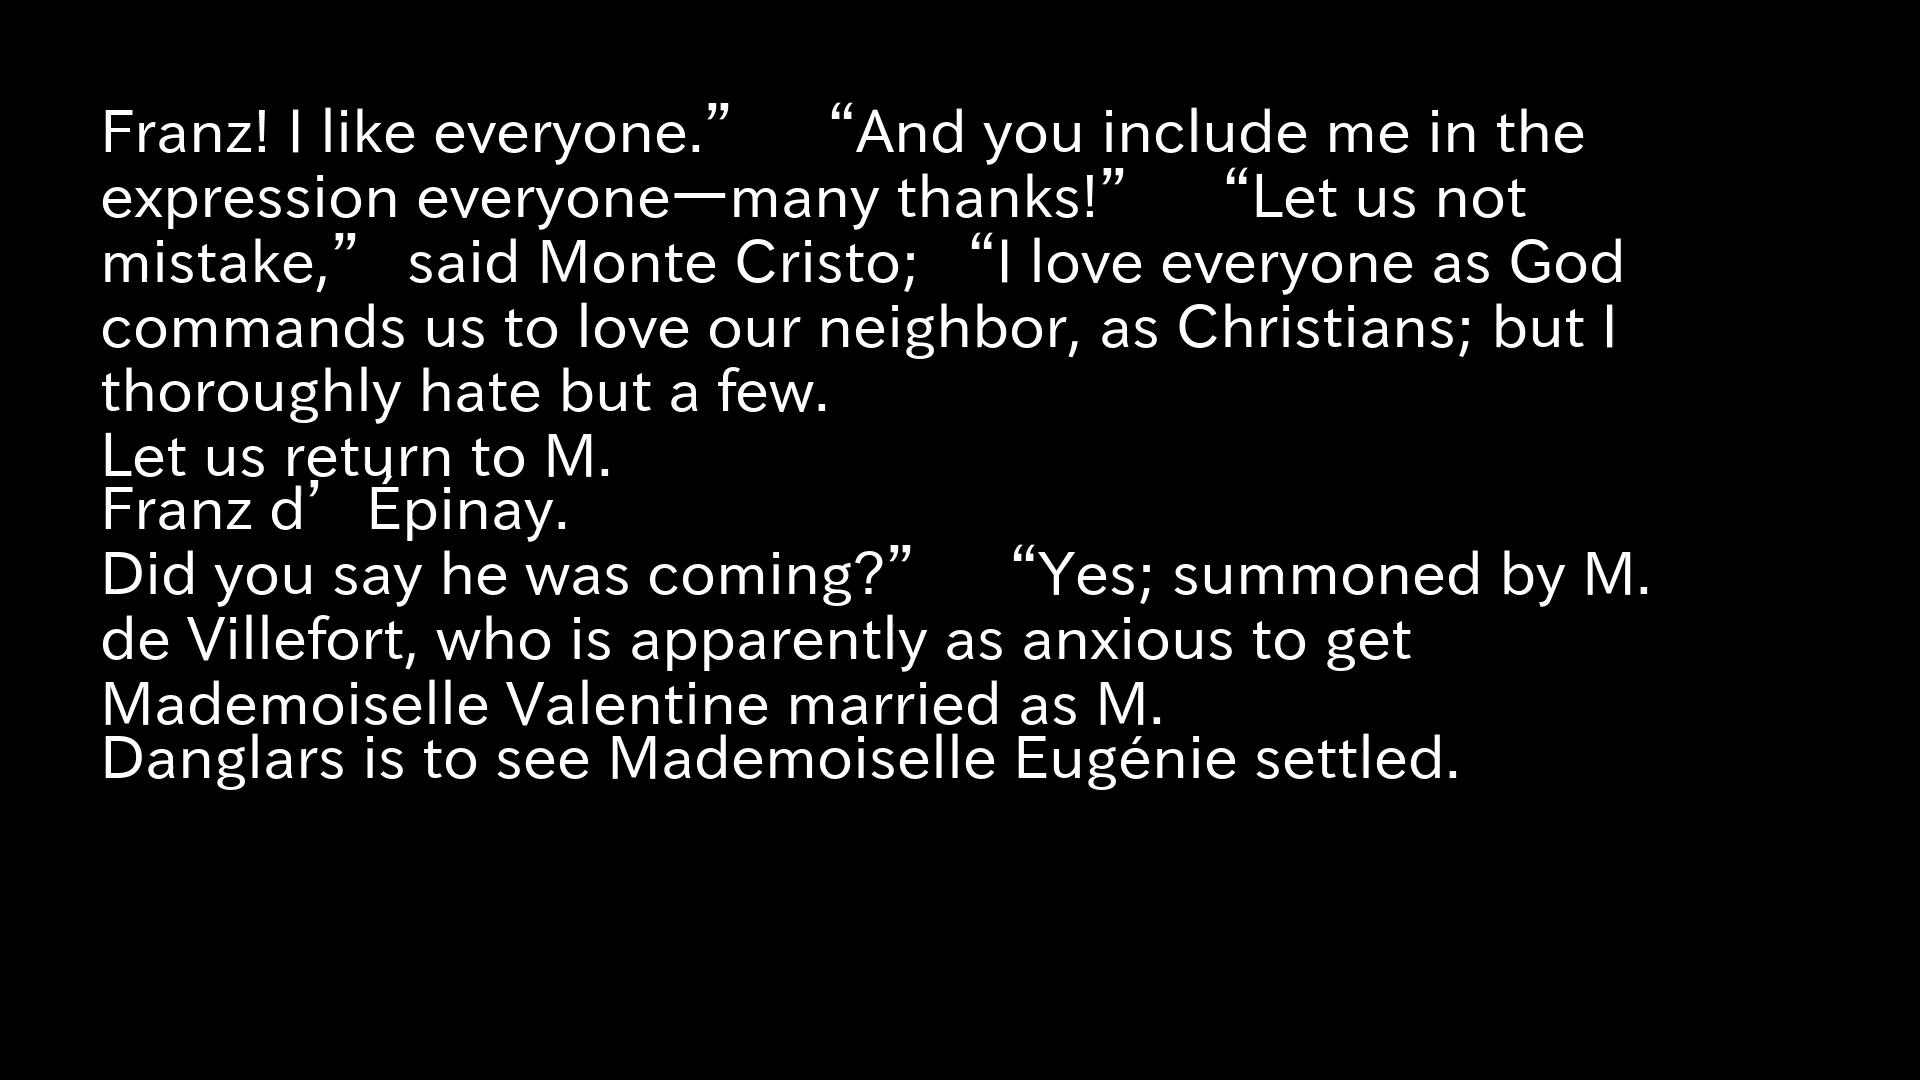 Franz! I like everyone.” “And you include me in the
expression everyone—many thanks!” “Let us not
mistake,” said Monte Cristo; “I love everyone as God
commands us to love our neighbor, as Christians; but I
thoroughly hate but a few.
Let us return to M.
Franz d’Épinay.
Did you say he was coming?” “Yes; summoned by M.
de Villefort, who is apparently as anxious to get
Mademoiselle Valentine married as M.
Danglars is to see Mademoiselle Eugénie settled.